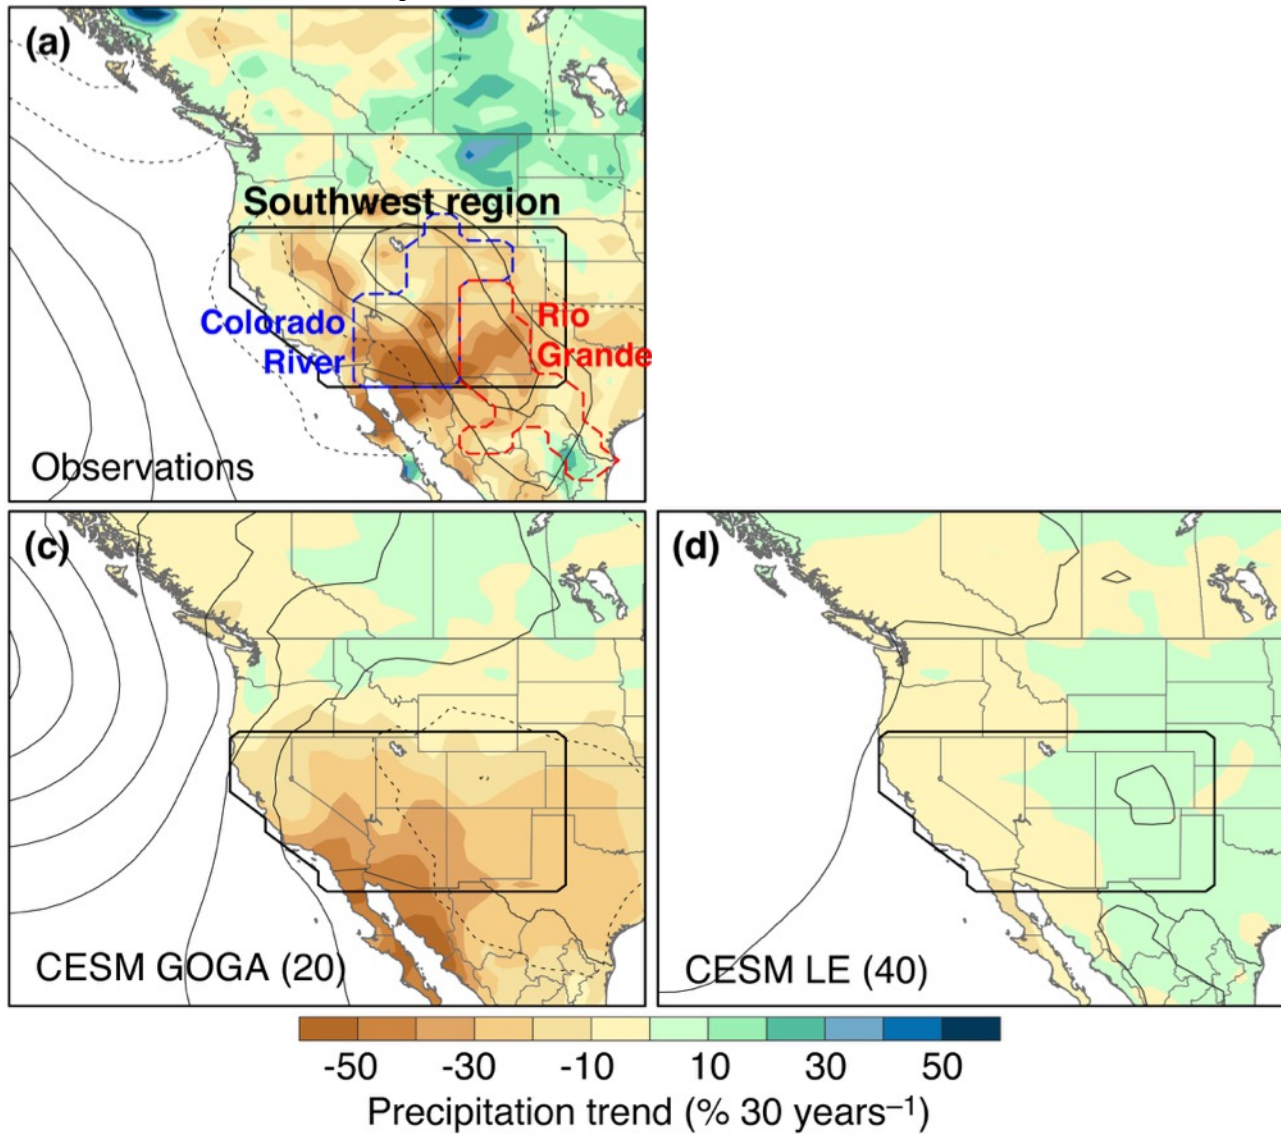 (a)
Southwest region
Colorado
River
Rio
Grande
Observations
(c)
CESM GOGA (20)
(d)
CESM LE (40)
-50 -30 -10 10 30 50
Precipitation trend (% 30 years⁻¹)